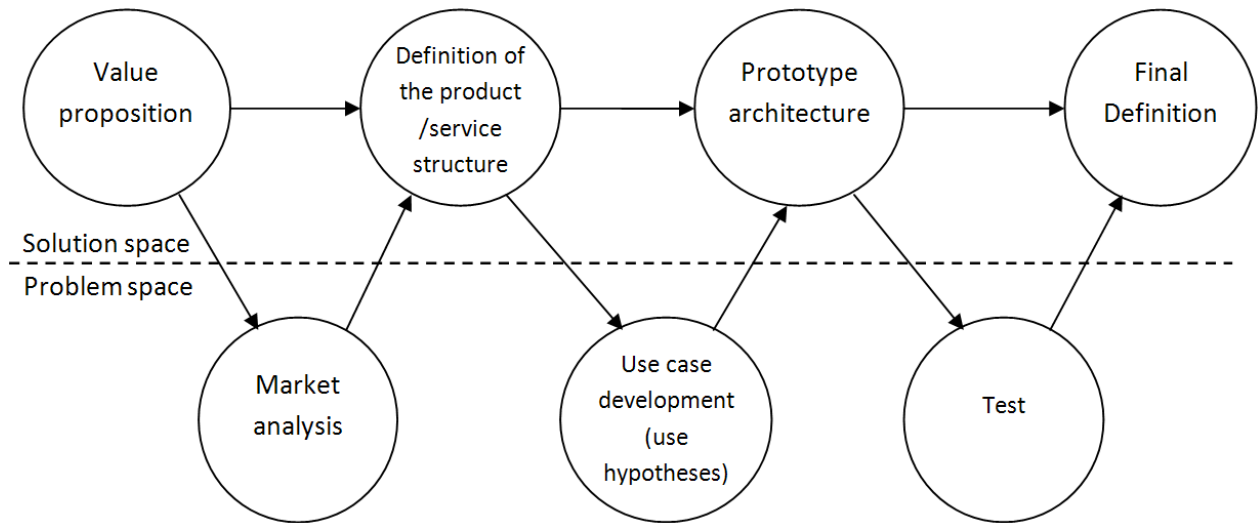 Value
proposition
Definition of
the product
/service
structure
Prototype
architecture
Final
Definition
Solution space
Problem space
Market
analysis
Use case
development
(use
hypotheses)
Test